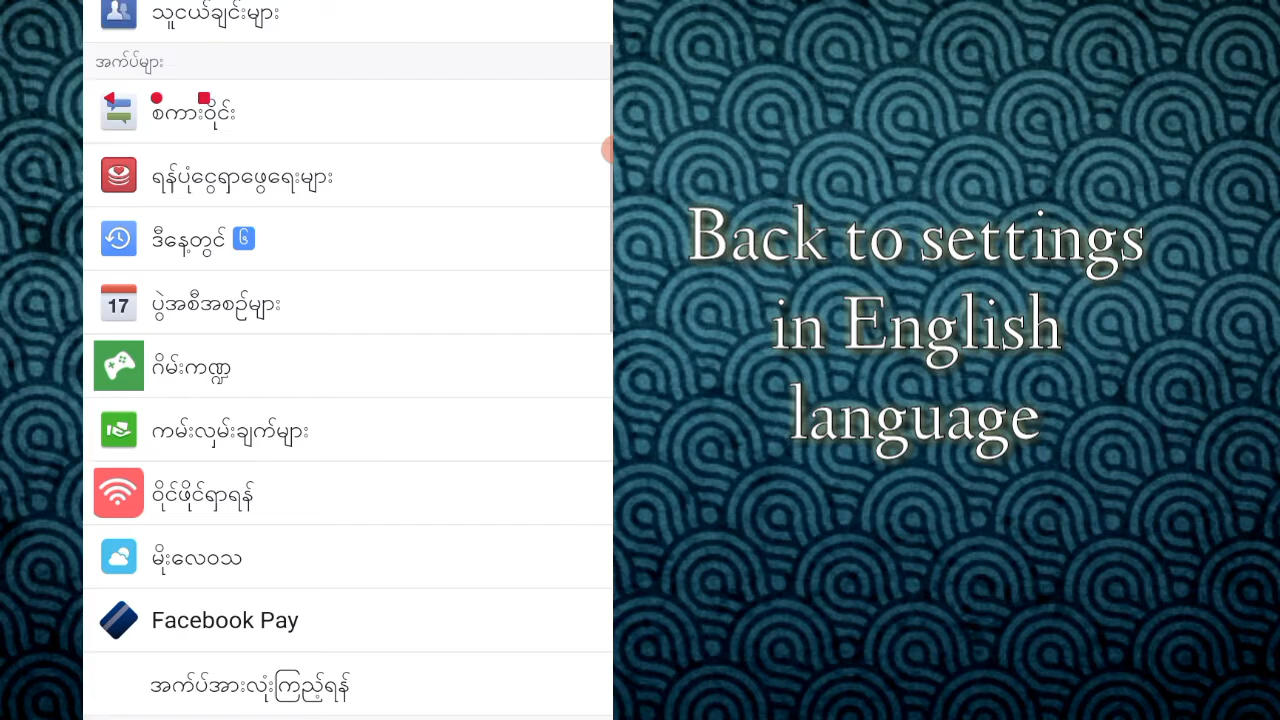 သူငယ်ချင်းများ
အက်ပ်များ
စကားဝိုင်း
ရန်ပုံငွေရှာဖွေရေးများ
ဒီနေ့တွင် ၆
17 ပွဲအစီအစဉ်များ
ဂိမ်းကဏ္ဍ
ကမ်းလှမ်းချက်များ
ဝိုင်ဖိုင်ရှာရန်
မိုးလေဝသ
Facebook Pay
အက်ပ်အားလုံးကြည့်ရန်
Back to settings
in English
language